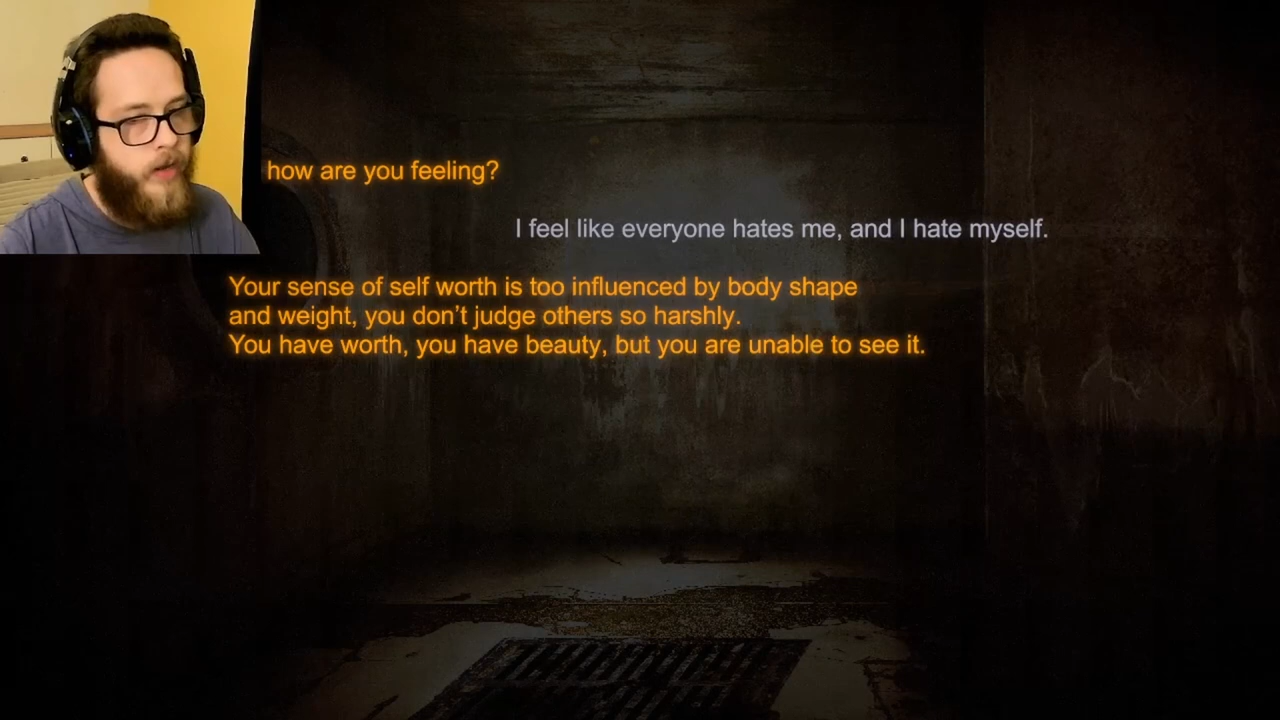 how are you feeling?
I feel like everyone hates me, and I hate myself.
Your sense of self worth is too influenced by body shape
and weight, you don’t judge others so harshly.
You have worth, you have beauty, but you are unable to see it.